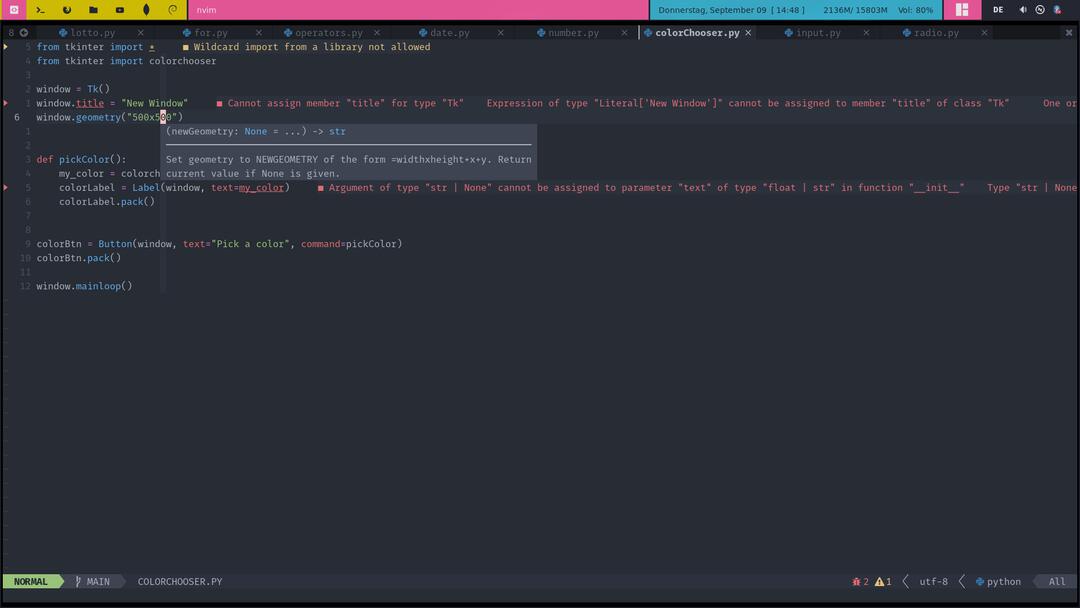 nvim
Donnerstag, September 09 [ 14:48 ] 2136M/ 15803M Vol: 80%
DE
8 lotto.py for.py operators.py date.py number.py colorChooser.py input.py radio.py
5 from tkinter import * ■ Wildcard import from a library not allowed
4 from tkinter import colorchooser
3
2 window = Tk()
1 window.title = "New Window" ■ Cannot assign member "title" for type "Tk" Expression of type "Literal['New Window']" cannot be assigned to member "title" of class "Tk" One or
6 window.geometry("500x500")
1 (newGeometry: None = ...) -> str
2
3 def pickColor(): Set geometry to NEWGEOMETRY of the form =widthxheight+x+y. Return
4 my_color = colorch current value if None is given.
5 colorLabel = Label(window, text=my_color) ■ Argument of type "str | None" cannot be assigned to parameter "text" of type "float | str" in function "__init__" Type "str | None
6 colorLabel.pack()
7
8
9 colorBtn = Button(window, text="Pick a color", command=pickColor)
10 colorBtn.pack()
11
12 window.mainloop()
NORMAL MAIN COLORCHOOSER.PY 2 1 utf-8 python All